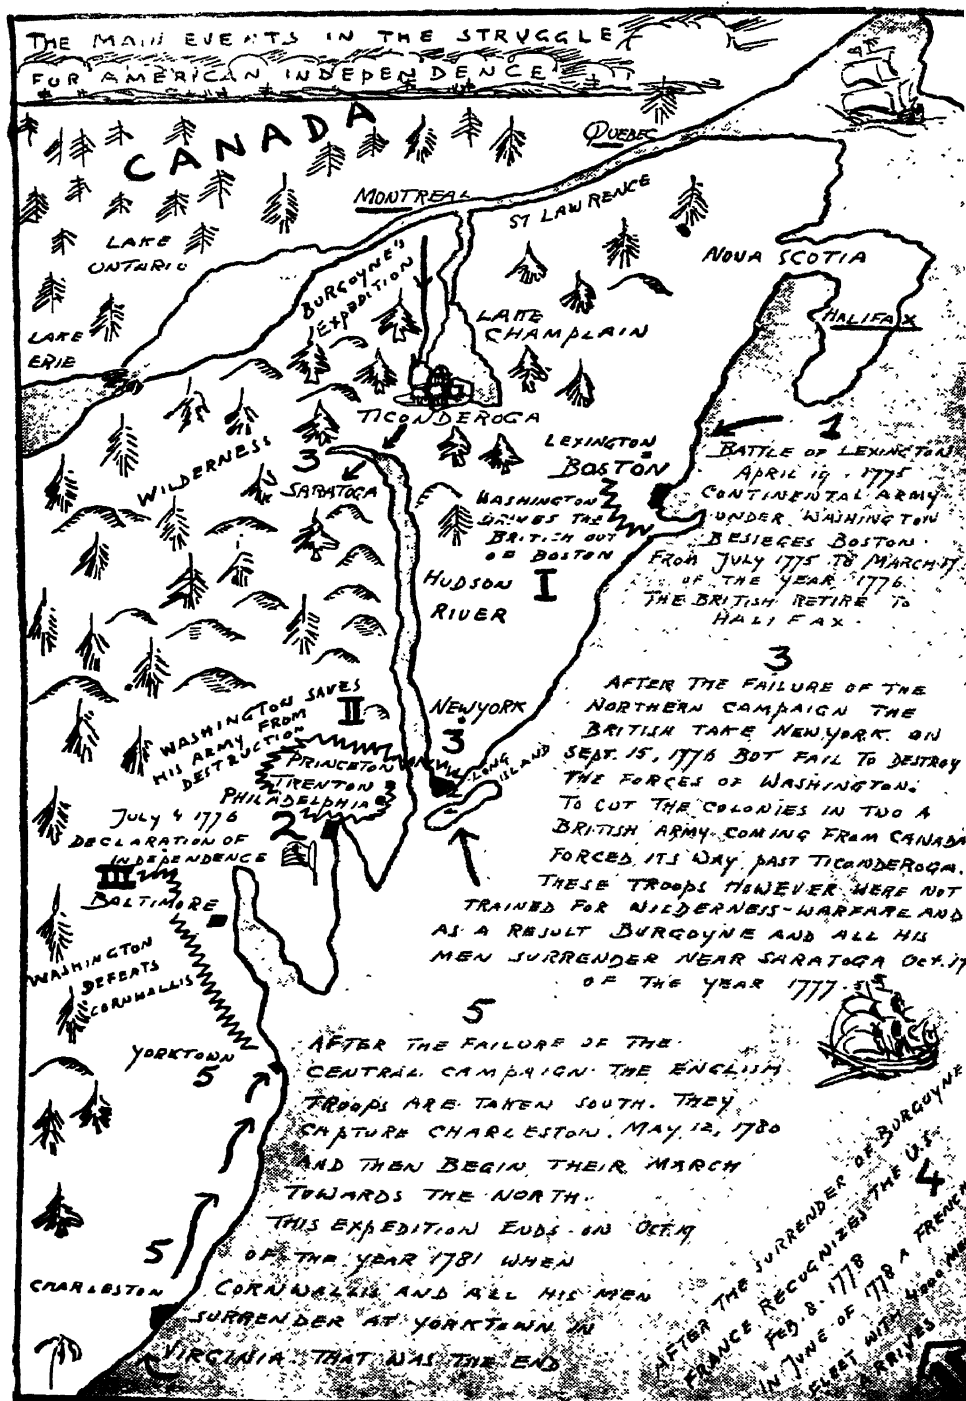 THE MAIN EVENTS IN THE STRUGGLE
FOR AMERICAN INDEPENDENCE
CANADA
QUEBEC
MONTREAL
ST LAWRENCE
LAKE
ONTARIO
NOVA SCOTIA
BURGOYNE'S
EXPEDITION
LAKE
CHAMPLAIN
HALIFAX
LAKE
ERIE
TICONDEROGA
WILDERNESS
3
SARATOGA
LEXINGTON
BOSTON
WASHINGTON
DRIVES THE
BRITISH OUT
OF BOSTON
I
HUDSON
RIVER
1
BATTLE OF LEXINGTON
APRIL 19. 1775
CONTINENTAL ARMY
UNDER WASHINGTON
BESIEGES BOSTON.
FROM JULY 1775 TO MARCH 17
OF THE YEAR 1776
THE BRITISH RETIRE TO
HALIFAX.
WASHINGTON SAVES
HIS ARMY FROM
DESTRUCTION
II
NEWYORK
3
LONG
ISLAND
PRINCETON
TRENTON
PHILADELPHIA
2
JULY 4 1776
DECLARATION OF
INDEPENDENCE
3
AFTER THE FAILURE OF THE
NORTHERN CAMPAIGN THE
BRITISH TAKE NEW.YORK. ON
SEPT. 15, 1776 BOT FAIL TO DESTROY
THE FORCES OF WASHINGTON.
TO CUT THE COLONIES IN TWO A
BRITISH ARMY COMING FROM CANADA
FORCED ITS WAY PAST TICONDEROGA.
THESE TROOPS HOWEVER WERE NOT
TRAINED FOR WILDERNESS-WARFARE AND
AS A RESULT BURGOYNE AND ALL HIS
MEN SURRENDER NEAR SARATOGA OCT. 17
OF THE YEAR 1777.
III
BALTIMORE
WASHINGTON
DEFEATS
CORNWALLIS
YORKTOWN
5
5
AFTER THE FAILURE OF THE
CENTRAL CAMPAIGN THE ENGLISH
TROOPS ARE TAKEN SOUTH. THEY
CAPTURE CHARLESTON. MAY, 12, 1780
AND THEN BEGIN THEIR MARCH
TOWARDS THE NORTH.
THIS EXPEDITION ENDS ON OCT. 19
OF THE YEAR 1781 WHEN
CORNWALLIS AND ALL HIS MEN
SURRENDER AT YORKTOWN IN
VIRGINIA. THAT WAS THE END
5
CHARLESTON
4
AFTER THE SURRENDER OF BURGOYNE
FRANCE RECOGNIZES THE U.S.
FEB. 8. 1778
IN JUNE OF 1778 A FRENCH
FLEET WITH 4000 MEN
ARRIVES